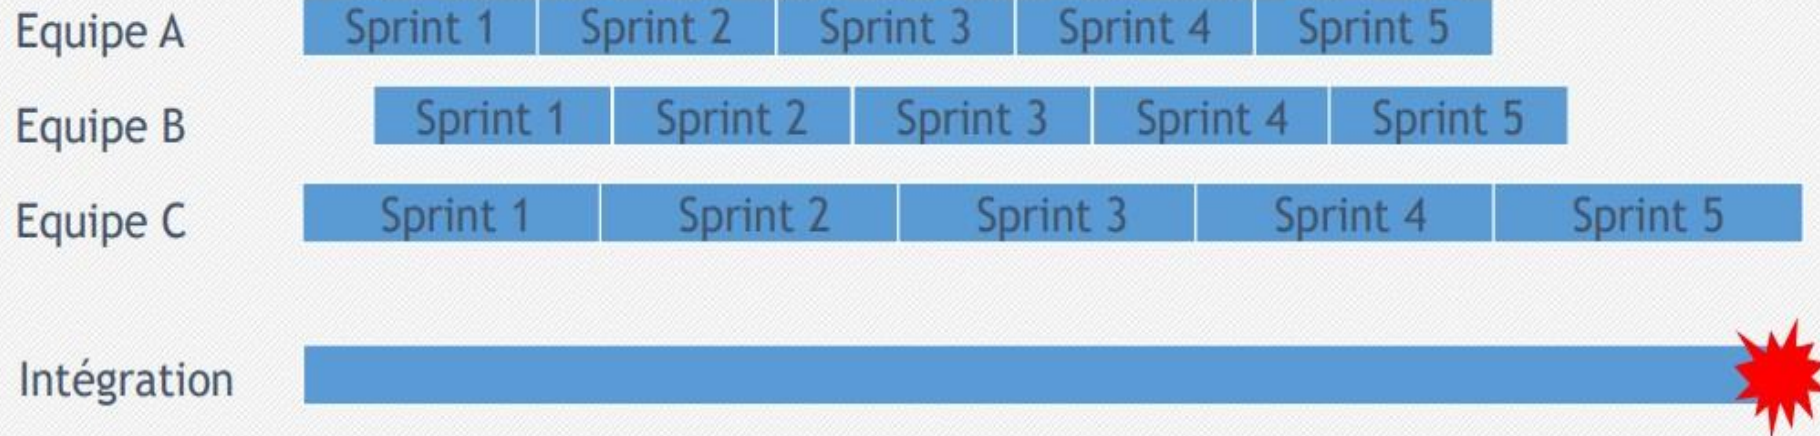 Equipe A Sprint 1 Sprint 2 Sprint 3 Sprint 4 Sprint 5
Equipe B Sprint 1 Sprint 2 Sprint 3 Sprint 4 Sprint 5
Equipe C Sprint 1 Sprint 2 Sprint 3 Sprint 4 Sprint 5
Intégration